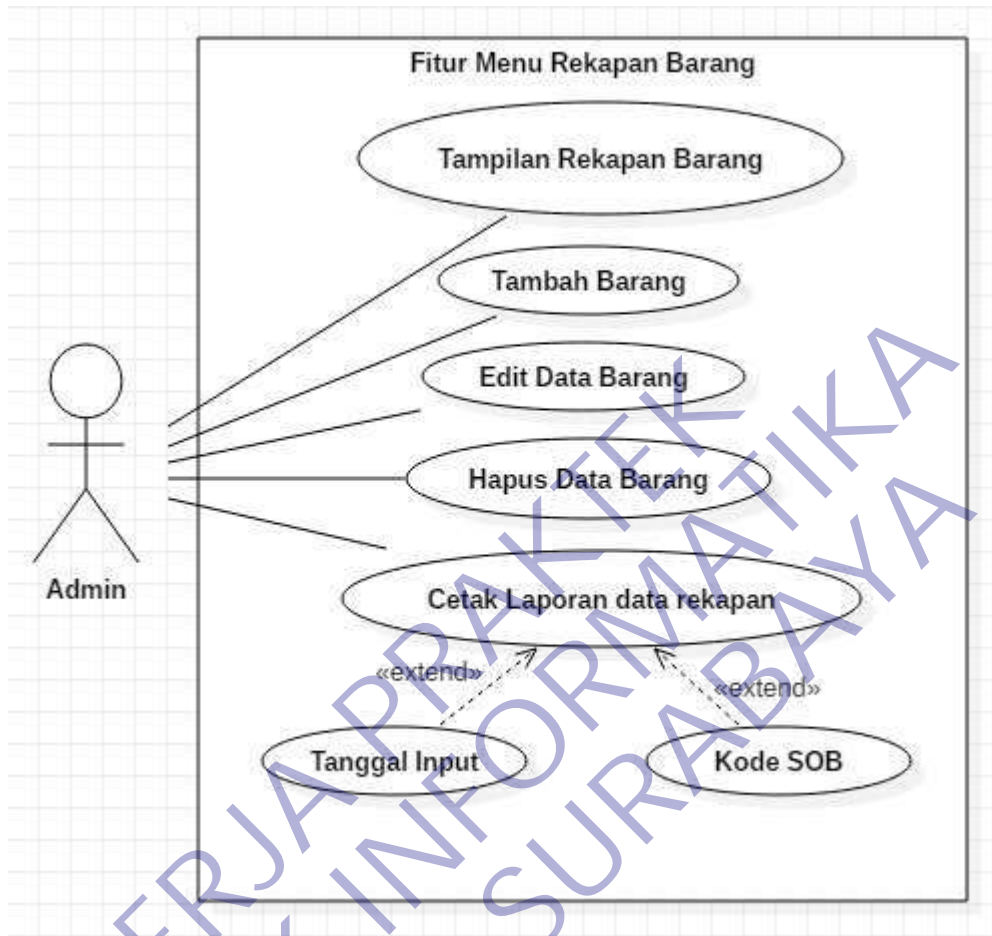 Fitur Menu Rekapan Barang
Tampilan Rekapan Barang
Tambah Barang
Edit Data Barang
Hapus Data Barang
Admin
Cetak Laporan data rekapan
«extend»
«extend»
Tanggal Input
Kode SOB
ERJA PRAKTEK
K INFORMATIKA
SURABAYA